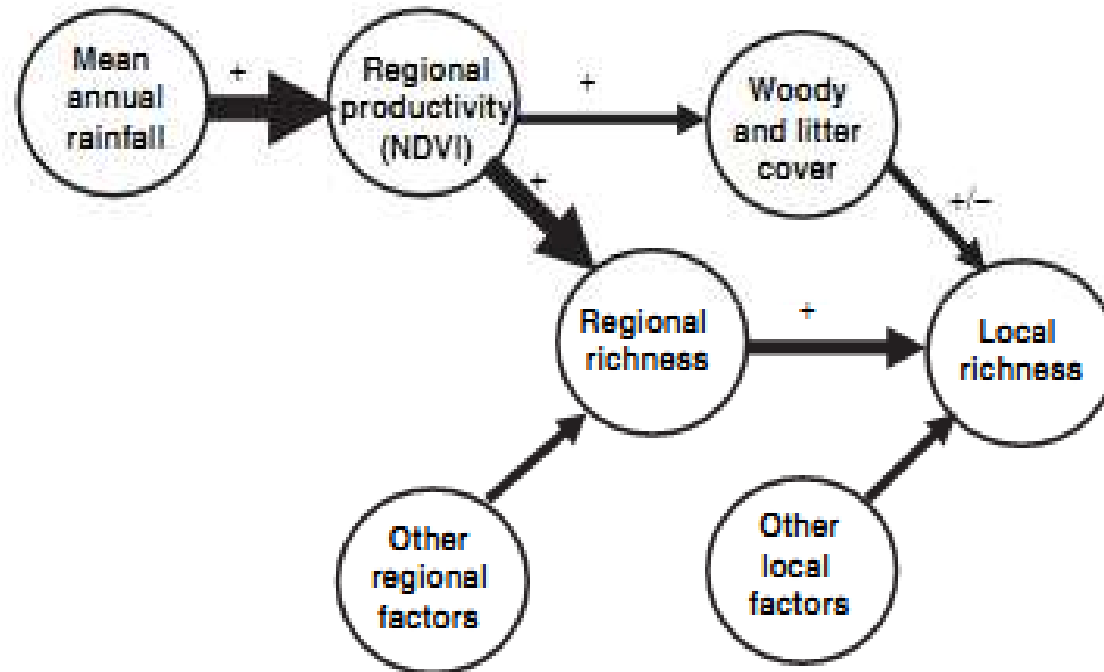 Mean
annual
rainfall
+
Regional
productivity
(NDVI)
+
Woody
and litter
cover
+
+/−
Regional
richness
+
Local
richness
Other
regional
factors
Other
local
factors